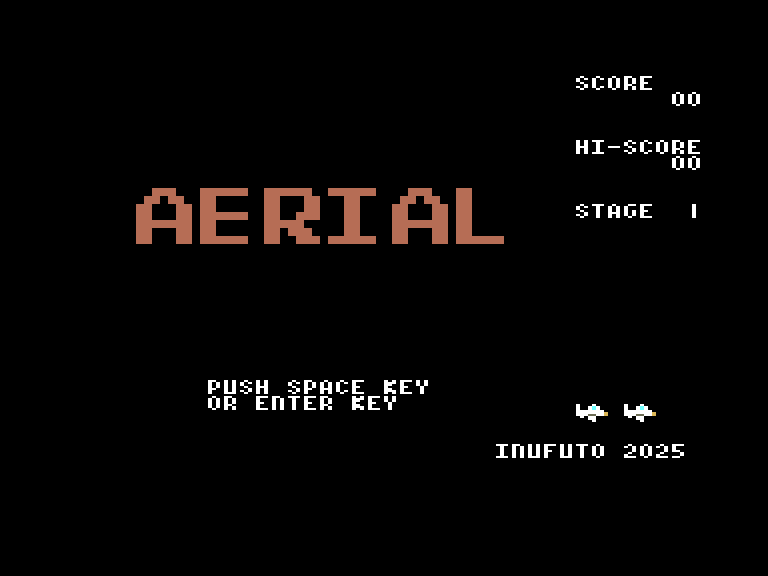 SCORE
00
HI-SCORE
00
STAGE 1
AERIAL
PUSH SPACE KEY
OR ENTER KEY
INUFUTO 2025